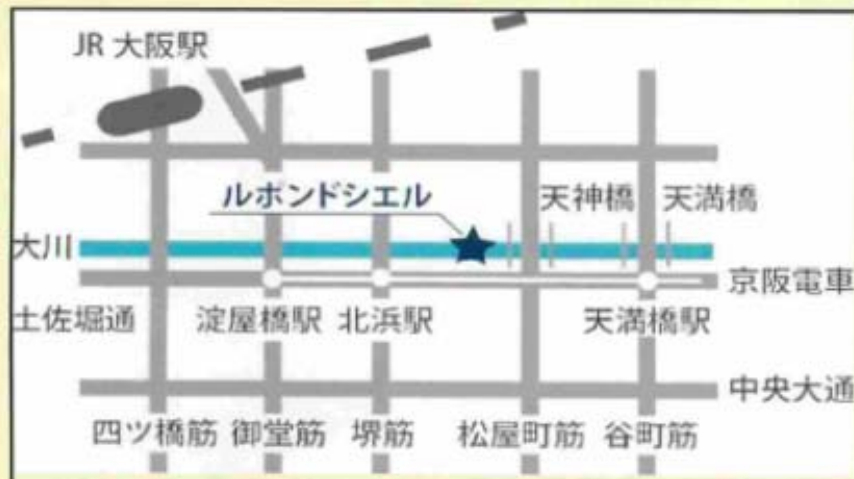 JR 大阪駅
ルポンドシエル
天神橋
天満橋
大川
京阪電車
土佐堀通
淀屋橋駅
北浜駅
天満橋駅
中央大通
四ツ橋筋
御堂筋
堺筋
松屋町筋
谷町筋